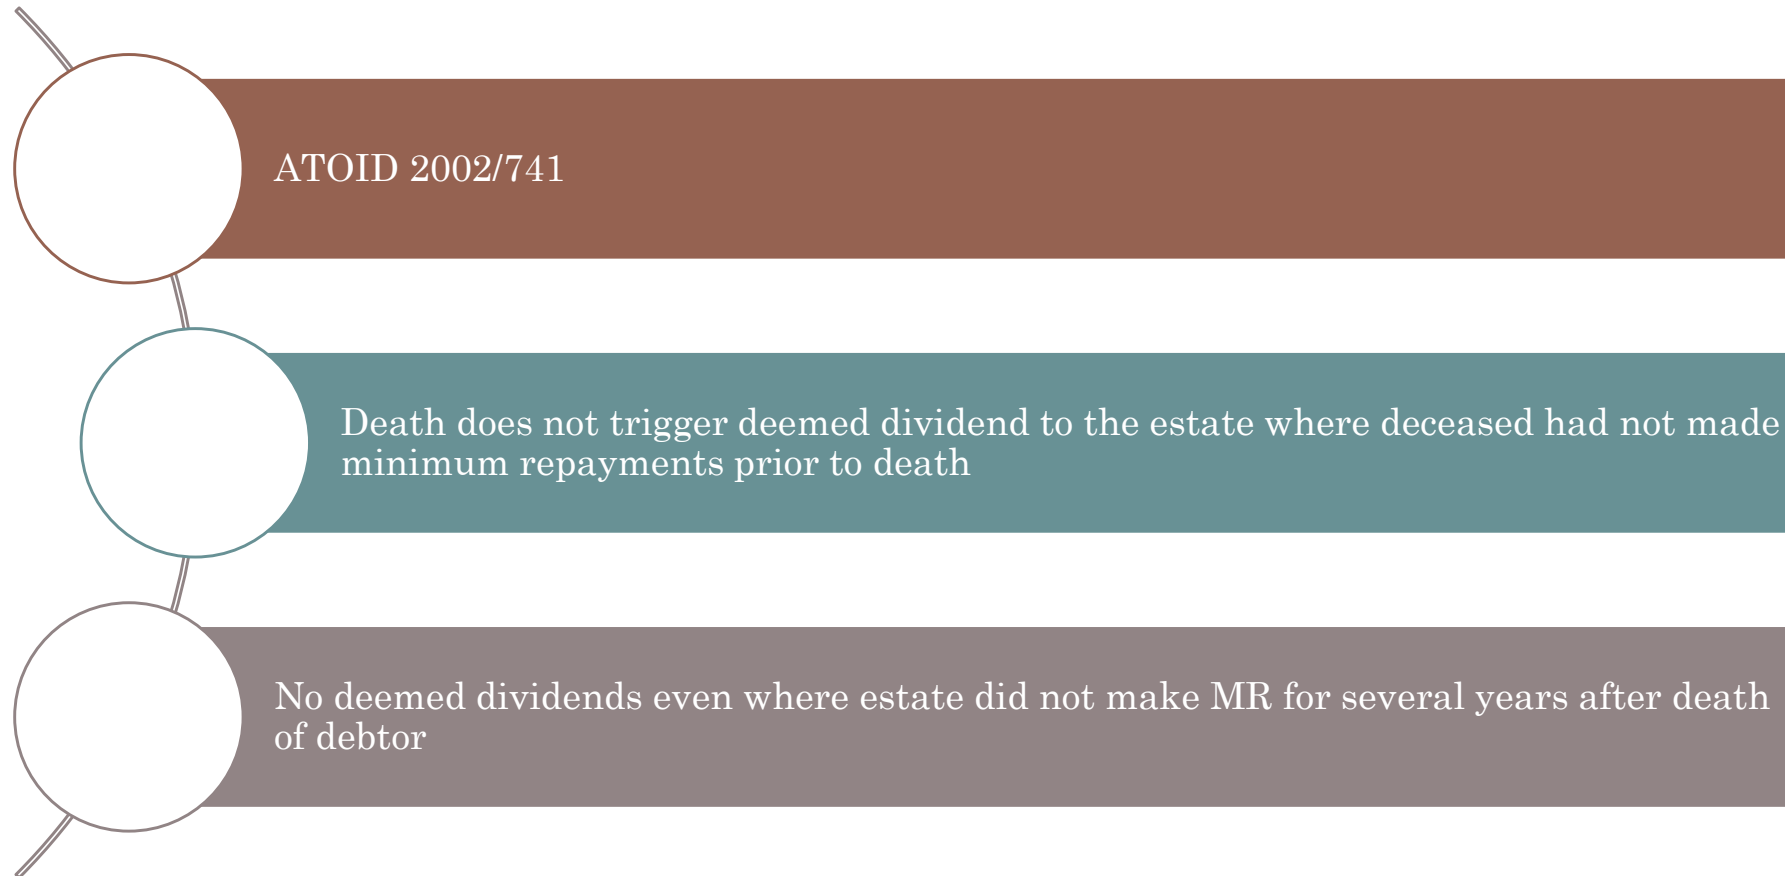 ATOID 2002/741
Death does not trigger deemed dividend to the estate where deceased had not made
minimum repayments prior to death
No deemed dividends even where estate did not make MR for several years after death
of debtor